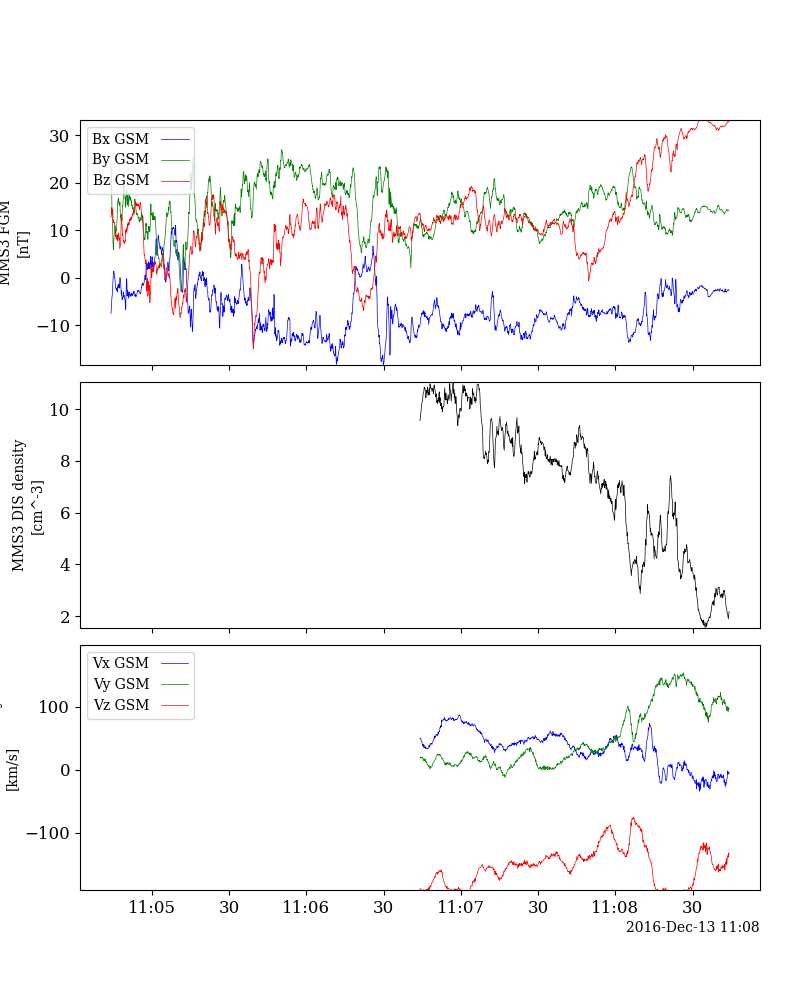 Bx GSM
By GSM
Bz GSM
MMS3 FGM
[nT]
30
20
10
0
−10
MMS3 DIS density
[cm^-3]
10
8
6
4
2
Vx GSM
Vy GSM
Vz GSM
[km/s]
100
0
−100
11:05 30 11:06 30 11:07 30 11:08 30
2016-Dec-13 11:08